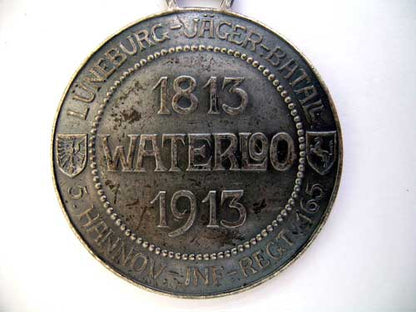 LÜNEBURG-JÄGER-BATAIL-
1813
WATERLOO
1913
5. HANNOV.-INF-REGT. 165